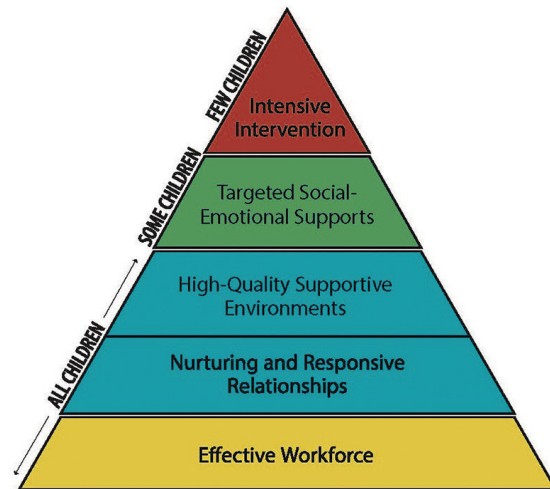 FEW CHILDREN
Intensive
Intervention
SOME CHILDREN
Targeted Social-
Emotional Supports
ALL CHILDREN
High-Quality Supportive
Environments
Nurturing and Responsive
Relationships
Effective Workforce